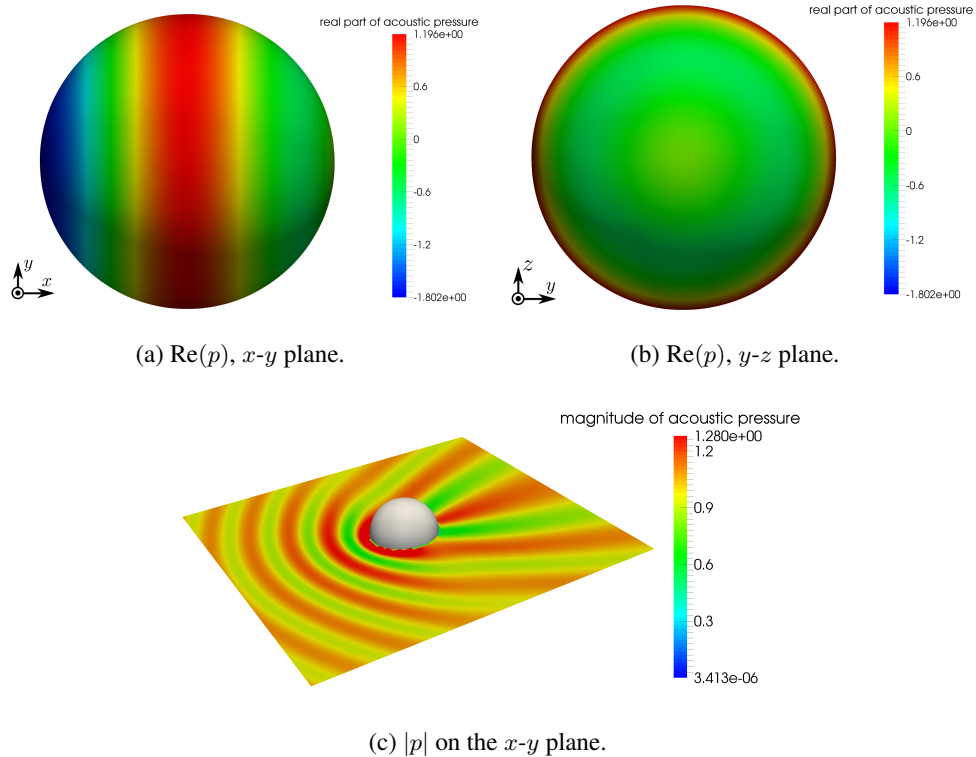 real part of acoustic pressure
1.196e+00
0.6
0
-0.6
-1.2
-1.802e+00
y
x
(a) Re(p), x-y plane.
real part of acoustic pressure
1.196e+00
0.6
0
-0.6
-1.2
-1.802e+00
z
y
(b) Re(p), y-z plane.
magnitude of acoustic pressure
1.280e+00
1.2
0.9
0.6
0.3
3.413e-06
(c) |p| on the x-y plane.